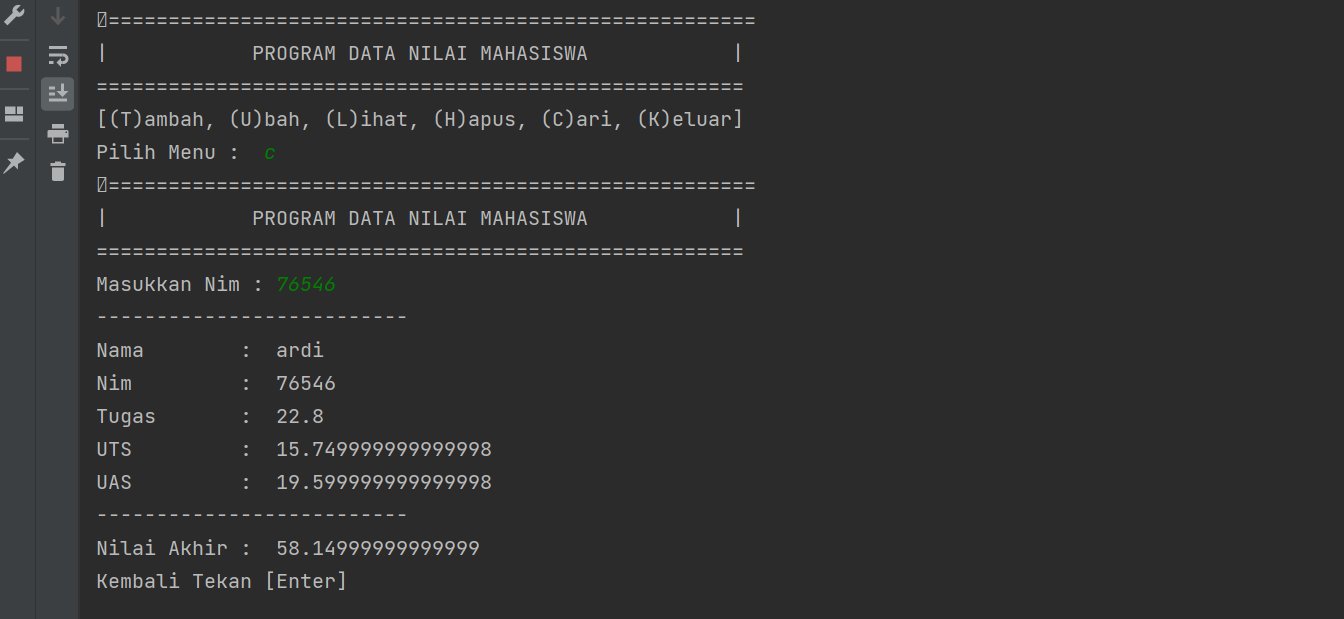 =====================================================
|            PROGRAM DATA NILAI MAHASISWA            |
======================================================
[(T)ambah, (U)bah, (L)ihat, (H)apus, (C)ari, (K)eluar]
Pilih Menu :  c
======================================================
|            PROGRAM DATA NILAI MAHASISWA            |
======================================================
Masukkan Nim : 76546
--------------------------
Nama        :  ardi
Nim         :  76546
Tugas       :  22.8
UTS         :  15.749999999999998
UAS         :  19.599999999999998
--------------------------
Nilai Akhir :  58.14999999999999
Kembali Tekan [Enter]